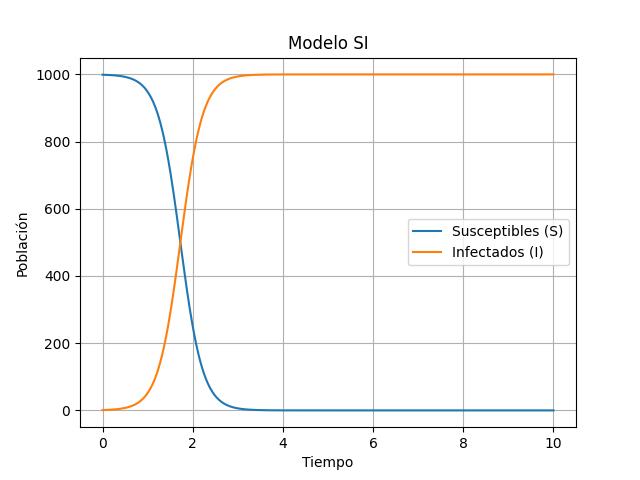 Modelo SI
1000
800
600
400
200
0
Población
Susceptibles (S)
Infectados (I)
0 2 4 6 8 10
Tiempo